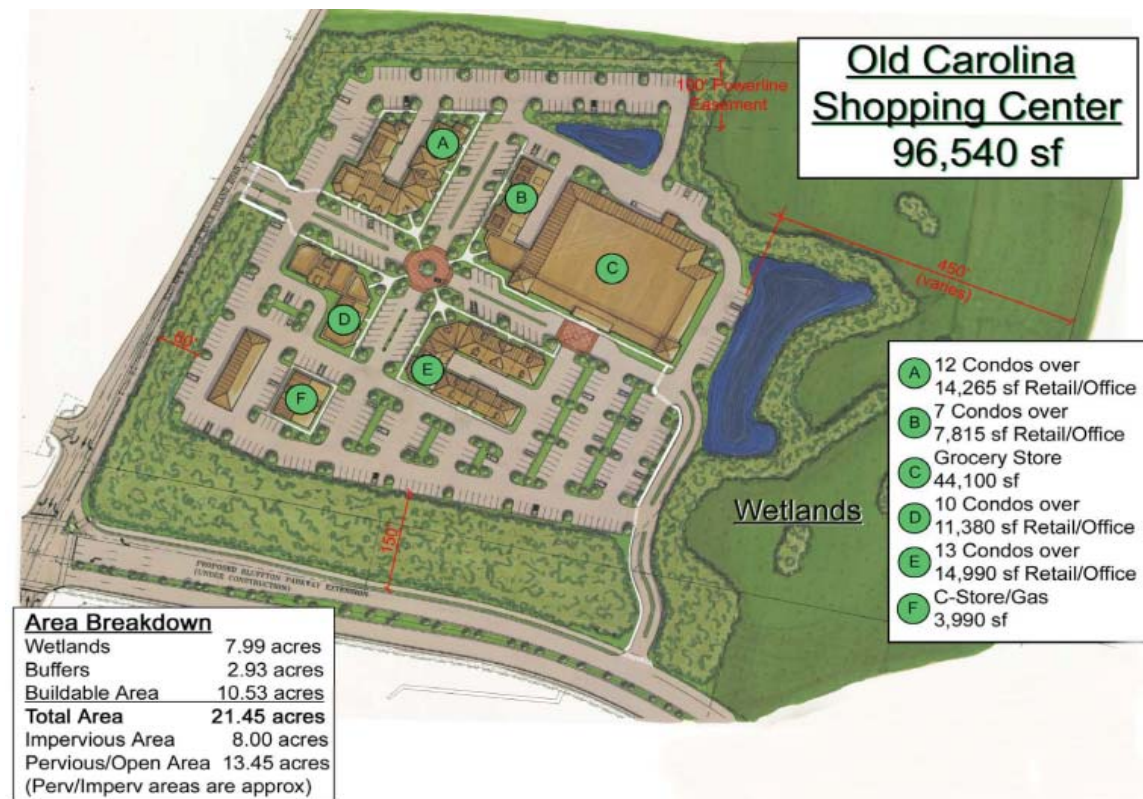 Old Carolina
Shopping Center
96,540 sf
100' Powerline
Easement
A
B
C
D
E
F
450'
(varies)
50'
150'
Wetlands
PROPOSED BLUFFTON PARKWAY EXTENSION
(UNDER CONSTRUCTION)
A 12 Condos over
14,265 sf Retail/Office
B 7 Condos over
7,815 sf Retail/Office
C Grocery Store
44,100 sf
D 10 Condos over
11,380 sf Retail/Office
E 13 Condos over
14,990 sf Retail/Office
F C-Store/Gas
3,990 sf
Area Breakdown
Wetlands 7.99 acres
Buffers 2.93 acres
Buildable Area 10.53 acres
Total Area 21.45 acres
Impervious Area 8.00 acres
Pervious/Open Area 13.45 acres
(Perv/Imperv areas are approx)